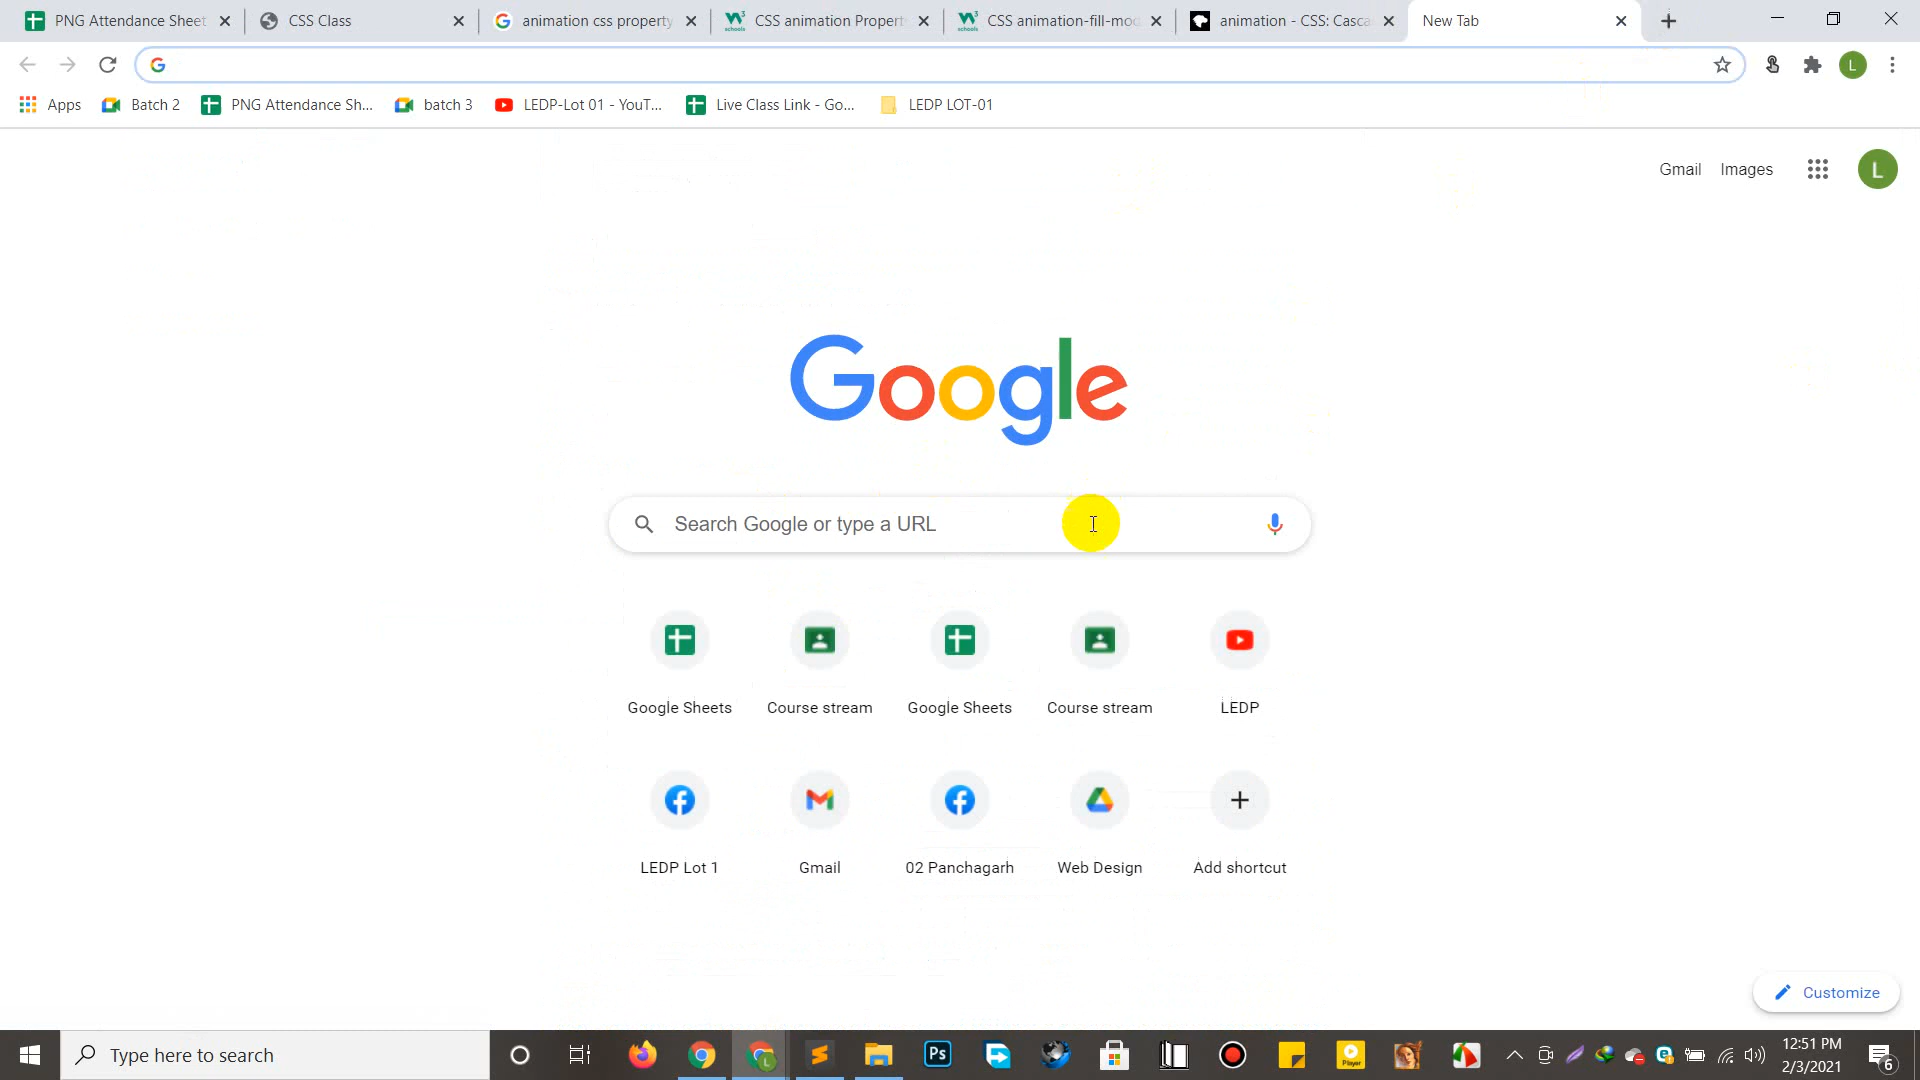 PNG Attendance Sheet
CSS Class
animation css property
CSS animation Propert
CSS animation-fill-mod
animation - CSS: Casca
New Tab
L
Apps
Batch 2
PNG Attendance Sh...
batch 3
LEDP-Lot 01 - YouT...
Live Class Link - Go...
LEDP LOT-01
Gmail
Images
L
Google
Search Google or type a URL
Google Sheets
Course stream
Google Sheets
Course stream
LEDP
LEDP Lot 1
Gmail
02 Panchagarh
Web Design
Add shortcut
Customize
Type here to search
Ps
Player
12:51 PM
2/3/2021
6